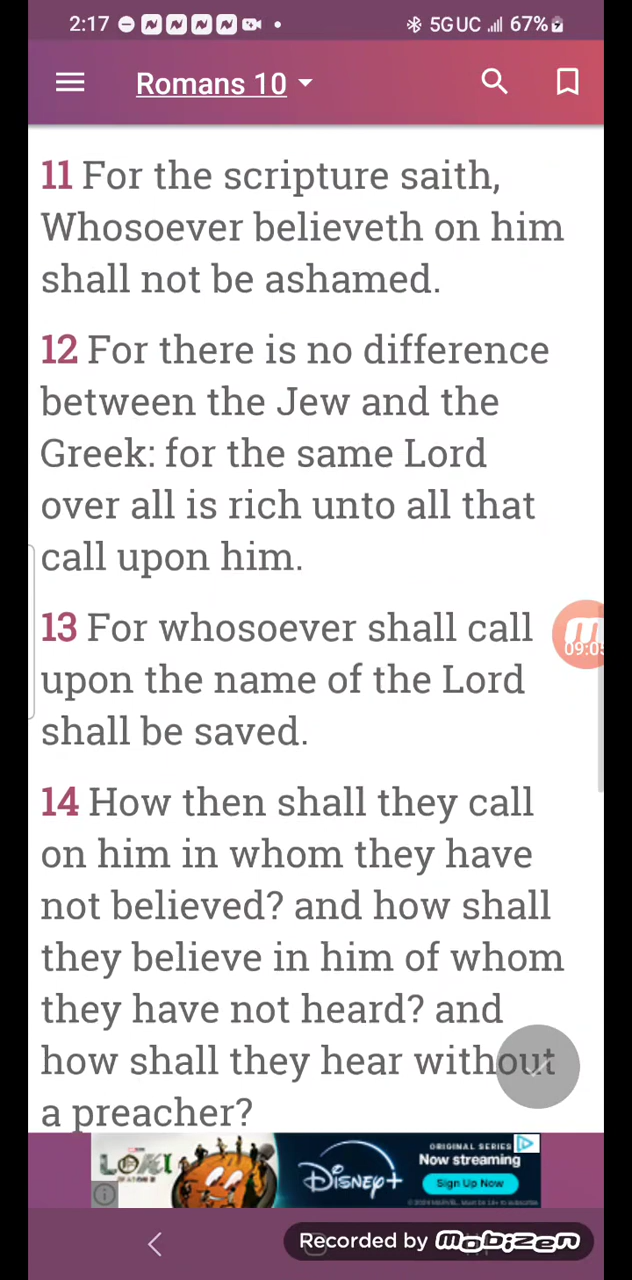 2:17 5G UC 67%
Romans 10
11 For the scripture saith,
Whosoever believeth on him
shall not be ashamed.
12 For there is no difference
between the Jew and the
Greek: for the same Lord
over all is rich unto all that
call upon him.
13 For whosoever shall call
upon the name of the Lord
shall be saved.
09:05
14 How then shall they call
on him in whom they have
not believed? and how shall
they believe in him of whom
they have not heard? and
how shall they hear without
a preacher?
LOKI
Disney+
ORIGINAL SERIES
Now streaming
Sign Up Now
Recorded by mobizen